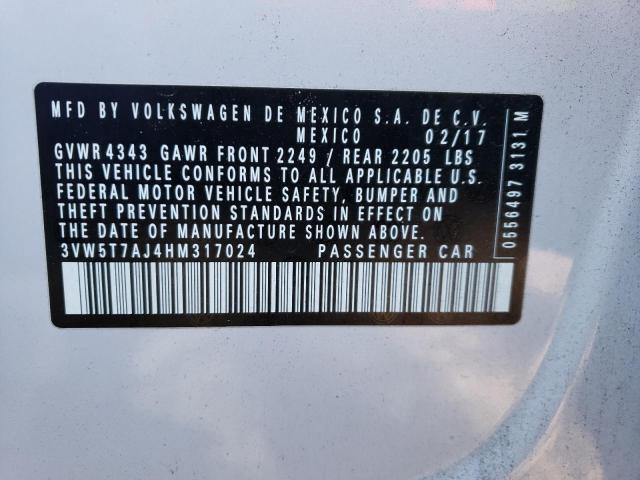 MFD BY VOLKSWAGEN DE MEXICO S.A. DE C.V.
MEXICO 02/17
GVWR 4343 GAWR FRONT 2249 / REAR 2205 LBS
THIS VEHICLE CONFORMS TO ALL APPLICABLE U.S.
FEDERAL MOTOR VEHICLE SAFETY, BUMPER AND
THEFT PREVENTION STANDARDS IN EFFECT ON
THE DATE OF MANUFACTURE SHOWN ABOVE.
3VW5T7AJ4HM317024 PASSENGER CAR
0556497 3131 M